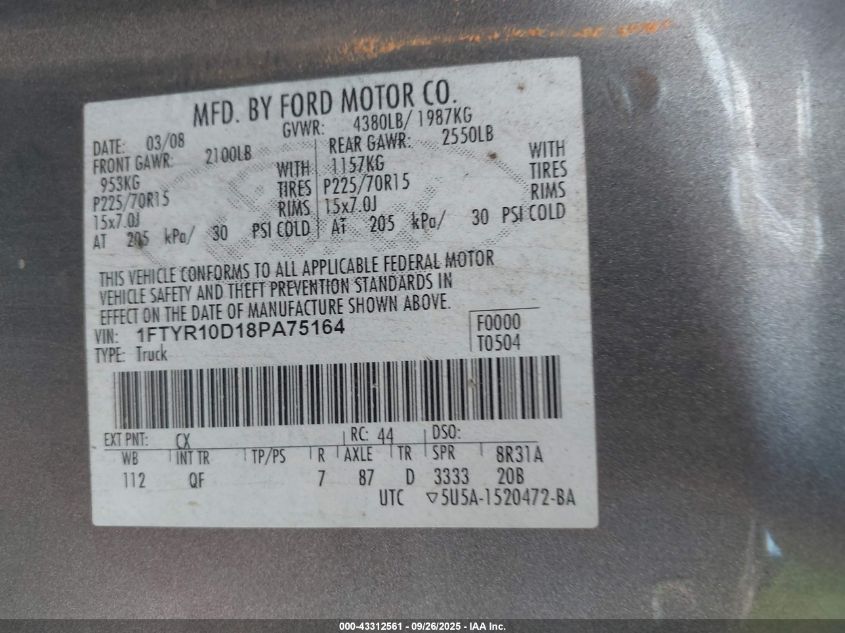 MFD. BY FORD MOTOR CO.
DATE: 03/08 GVWR: 4380LB/ 1987KG
FRONT GAWR: 2100LB REAR GAWR: 2550LB
953KG WITH 1157KG WITH
P225/70R15 TIRES P225/70R15 TIRES
15x7.0J RIMS 15x7.0J RIMS
AT 205 kPa/ 30 PSI COLD AT 205 kPa/ 30 PSI COLD
THIS VEHICLE CONFORMS TO ALL APPLICABLE FEDERAL MOTOR
VEHICLE SAFETY AND THEFT PREVENTION STANDARDS IN
EFFECT ON THE DATE OF MANUFACTURE SHOWN ABOVE.
VIN: 1FTYR10D18PA75164 F0000
TYPE: Truck T0504
EXT PNT: CX RC: 44 DSO:
WB INT TR TP/PS R AXLE TR SPR 8R31A
112 QF 7 87 D 3333 20B
UTC ▽5U5A-1520472-BA
000-43312561 - 09/26/2025 - IAA Inc.